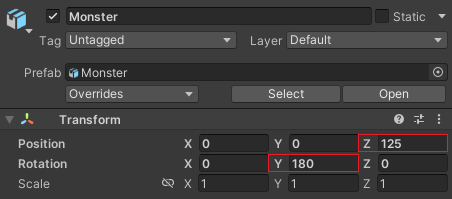 Monster Static
Tag Untagged Layer Default
Prefab Monster
Overrides Select Open
Transform
Position X 0 Y 0 Z 125
Rotation X 0 Y 180 Z 0
Scale X 1 Y 1 Z 1